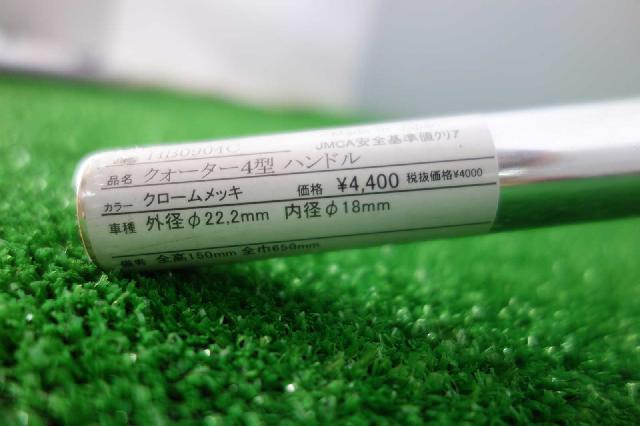 HB0904C
JMCA安全基準値クリア
品名 クォーター4型 ハンドル
カラー クロームメッキ 価格 ¥4,400 税抜価格¥4000
車種 外径φ22,2mm 内径φ18mm
備考 全高150mm 全巾650mm